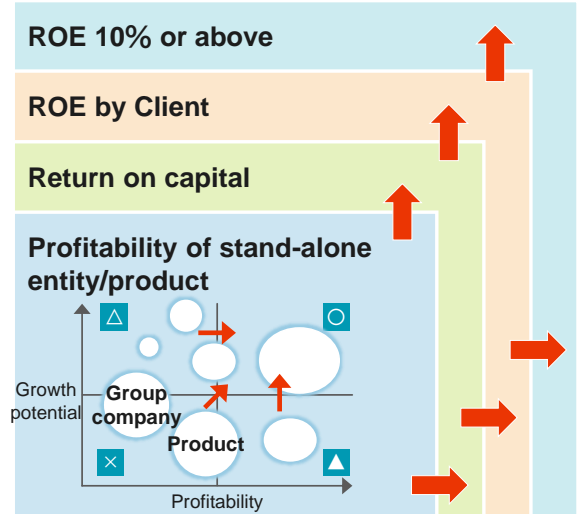 ROE 10% or above
ROE by Client
Return on capital
Profitability of stand-alone
entity/product
Growth
potential
Group
company
Product
Profitability